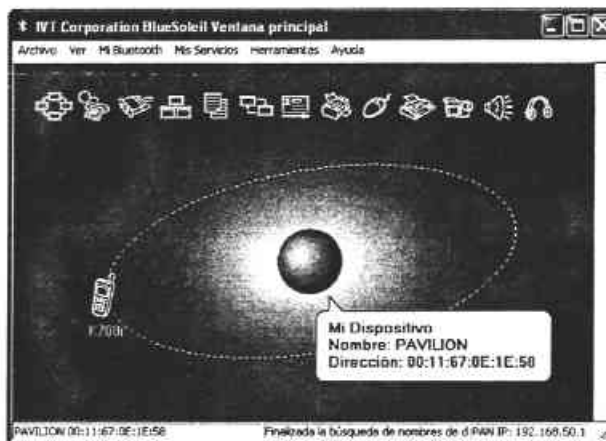 IVT Corporation BlueSoleil Ventana principal
Archivo Ver Mi Bluetooth Mis Servicios Herramientas Ayuda
Mi Dispositivo
Nombre: PAVILION
Dirección: 00:11:67:0E:1E:58
PAVILION 00:11:67:0E:1E:58
Finalizada la búsqueda de nombres de di PAN IP: 192.168.50.1